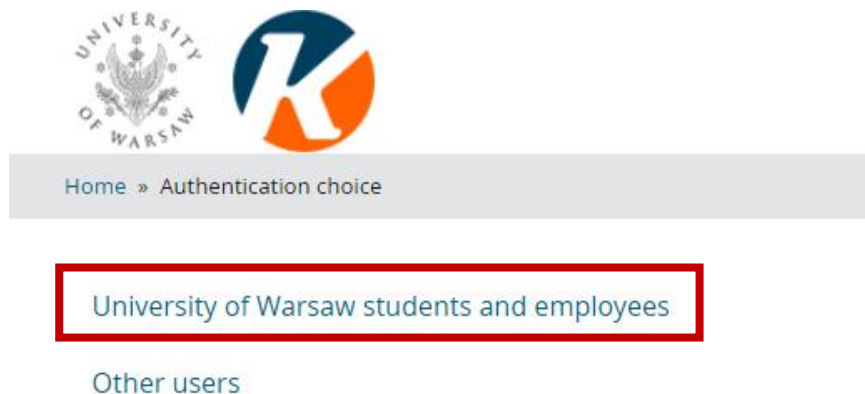 UNIVERSITY
OF WARSAW
K
Home » Authentication choice
University of Warsaw students and employees
Other users